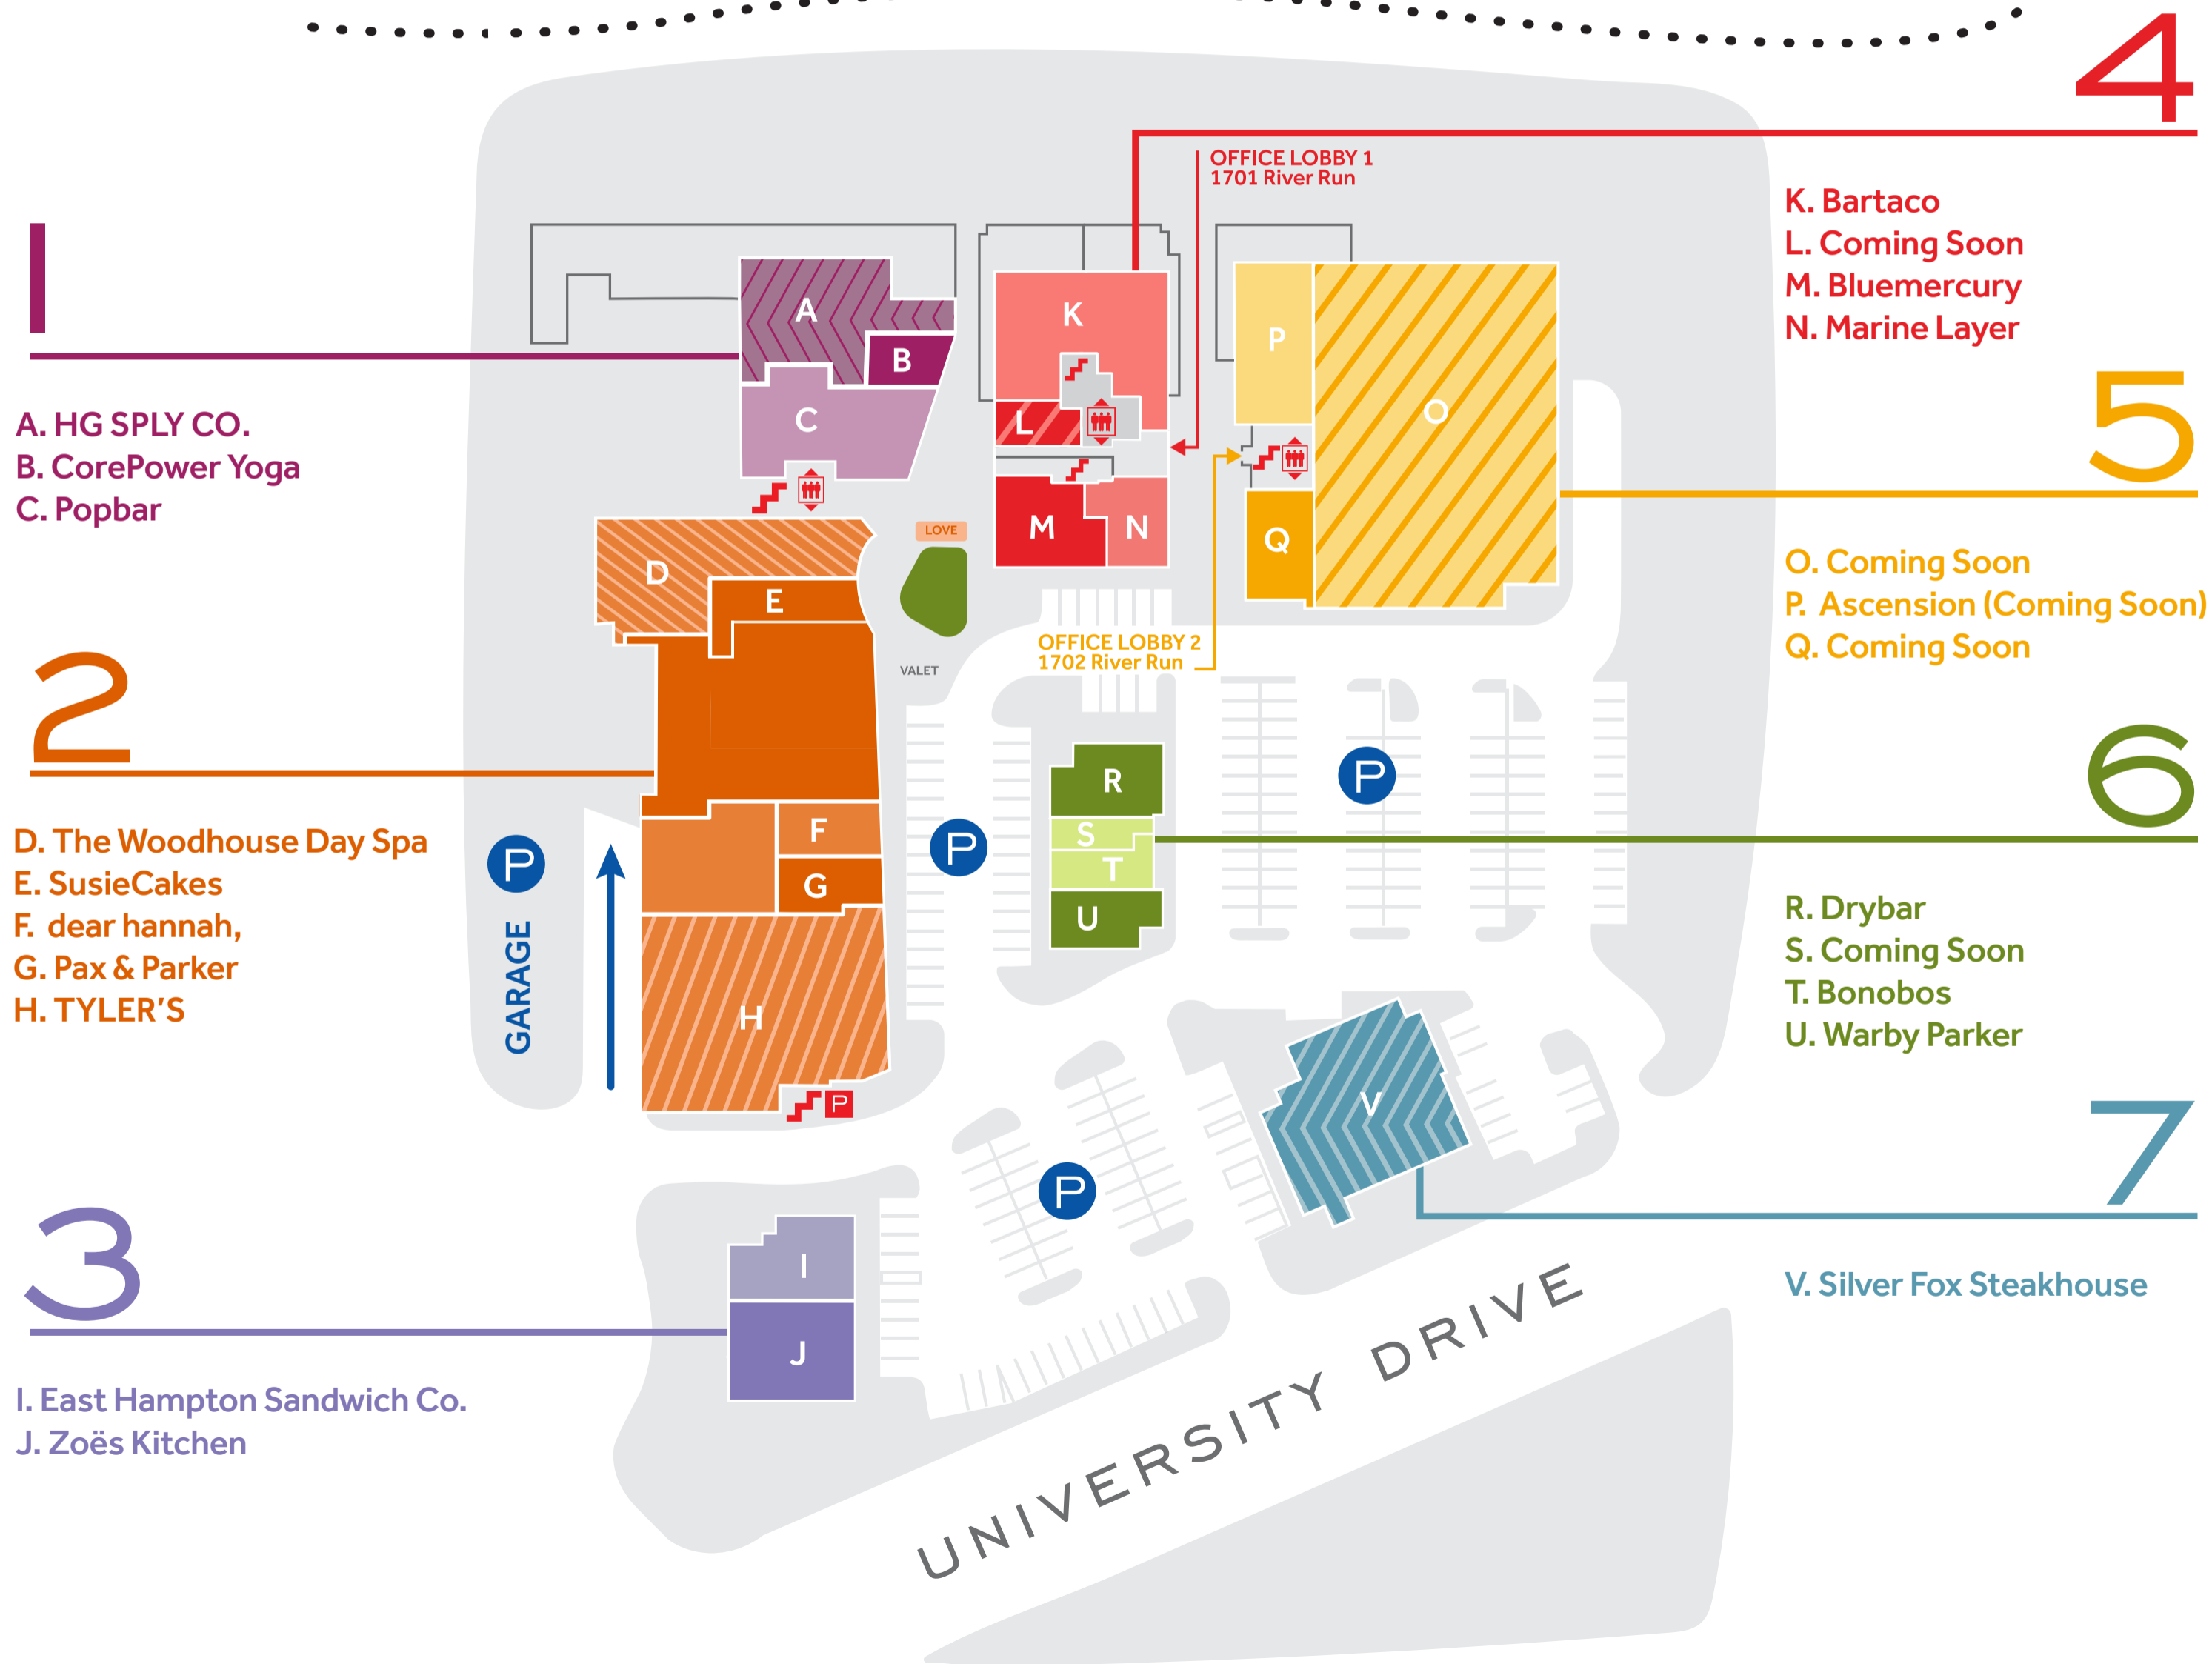 1
A. HG SPLY CO.
B. CorePower Yoga
C. Popbar
2
D. The Woodhouse Day Spa
E. SusieCakes
F. dear hannah,
G. Pax & Parker
H. TYLER'S
3
I. East Hampton Sandwich Co.
J. Zoës Kitchen
4
K. Bartaco
L. Coming Soon
M. Bluemercury
N. Marine Layer
5
O. Coming Soon
P. Ascension (Coming Soon)
Q. Coming Soon
6
R. Drybar
S. Coming Soon
T. Bonobos
U. Warby Parker
7
V. Silver Fox Steakhouse
OFFICE LOBBY 1
1701 River Run
A
B
C
K
L
M
N
P
O
Q
LOVE
D
E
OFFICE LOBBY 2
1702 River Run
VALET
F
G
H
R
S
T
U
P
P
P
GARAGE
P
P
V
I
J
UNIVERSITY DRIVE